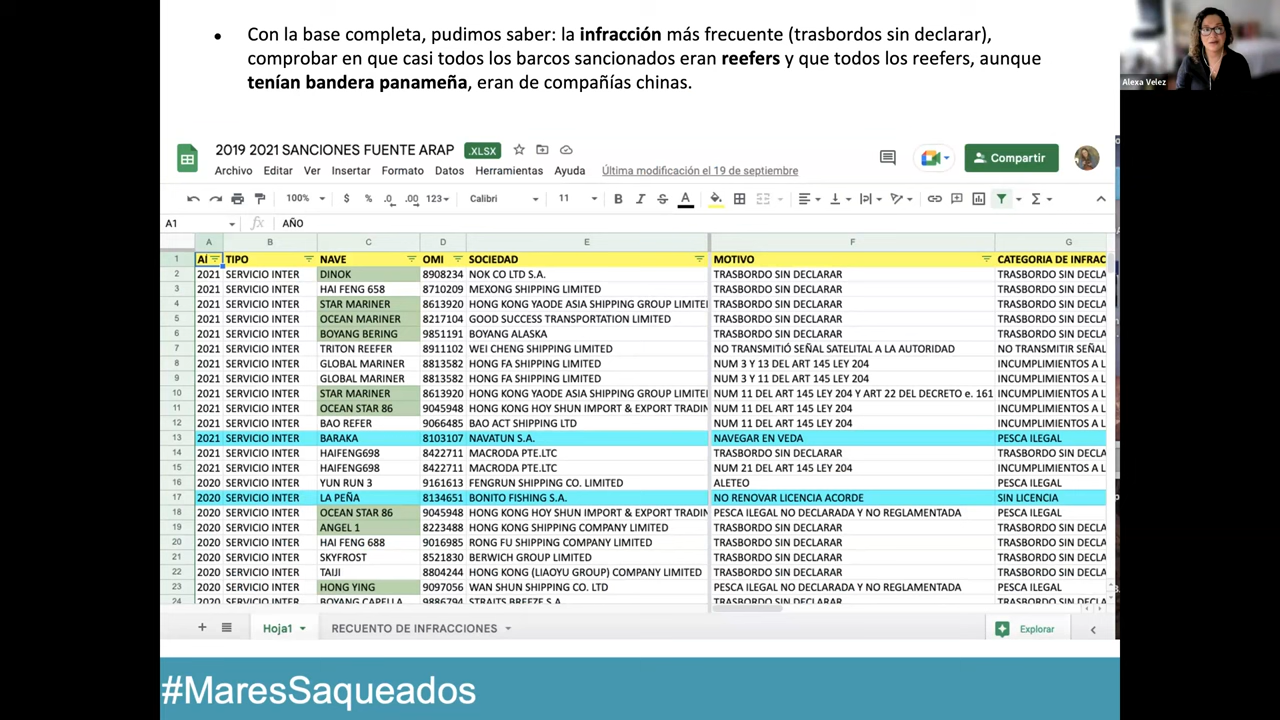 • Con la base completa, pudimos saber: la infracción más frecuente (trasbordos sin declarar),
comprobar en que casi todos los barcos sancionados eran reefers y que todos los reefers, aunque
tenían bandera panameña, eran de compañías chinas.
Alexa Velez
2019 2021 SANCIONES FUENTE ARAP .XLSX
Archivo Editar Ver Insertar Formato Datos Herramientas Ayuda Última modificación el 19 de septiembre
Compartir
100% $ % .0 .00 123 Calibri 11 B I S A
A1 fx AÑO
A B C D E F G
1 AÍ TIPO NAVE OMI SOCIEDAD MOTIVO CATEGORIA DE INFRAC
2 2021 SERVICIO INTER DINOK 8908234 NOK CO LTD S.A. TRASBORDO SIN DECLARAR TRASBORDO SIN DECLA
3 2021 SERVICIO INTER HAI FENG 658 8710209 MEXONG SHIPPING LIMITED TRASBORDO SIN DECLARAR TRASBORDO SIN DECLA
4 2021 SERVICIO INTER STAR MARINER 8613920 HONG KONG YAODE ASIA SHIPPING GROUP LIMITE TRASBORDO SIN DECLARAR TRASBORDO SIN DECLA
5 2021 SERVICIO INTER OCEAN MARINER 8217104 GOOD SUCCESS TRANSPORTATION LIMITED TRASBORDO SIN DECLARAR TRASBORDO SIN DECLA
6 2021 SERVICIO INTER BOYANG BERING 9851191 BOYANG ALASKA TRASBORDO SIN DECLARAR TRASBORDO SIN DECLA
7 2021 SERVICIO INTER TRITON REEFER 8911102 WEI CHENG SHIPPING LIMITED NO TRANSMITIÓ SEÑAL SATELITAL A LA AUTORIDAD NO TRANSMITIR SEÑAL
8 2021 SERVICIO INTER GLOBAL MARINER 8813582 HONG FA SHIPPING LIMITED NUM 3 Y 13 DEL ART 145 LEY 204 INCUMPLIMIENTOS A L
9 2021 SERVICIO INTER GLOBAL MARINER 8813582 HONG FA SHIPPING LIMITED NUM 3 Y 11 DEL ART 145 LEY 204 INCUMPLIMIENTOS A L
10 2021 SERVICIO INTER STAR MARINER 8613920 HONG KONG YAODE ASIA SHIPPING GROUP LIMITE NUM 11 DEL ART 145 LEY 204 Y ART 22 DEL DECRETO e. 161 INCUMPLIMIENTOS A L
11 2021 SERVICIO INTER OCEAN STAR 86 9045948 HONG KONG HOY SHUN IMPORT & EXPORT TRADIN NUM 11 DEL ART 145 LEY 204 INCUMPLIMIENTOS A L
12 2021 SERVICIO INTER BAO REFER 9066485 BAO ACT SHIPPING LTD NUM 11 DEL ART 145 LEY 204 INCUMPLIMIENTOS A L
13 2021 SERVICIO INTER BARAKA 8103107 NAVATUN S.A. NAVEGAR EN VEDA PESCA ILEGAL
14 2021 SERVICIO INTER HAIFENG698 8422711 MACRODA PTE.LTC TRASBORDO SIN DECLARAR TRASBORDO SIN DECLA
15 2021 SERVICIO INTER HAIFENG698 8422711 MACRODA PTE.LTC NUM 21 DEL ART 145 LEY 204 INCUMPLIMIENTOS A L
16 2020 SERVICIO INTER YUN RUN 3 9161613 FENGRUN SHIPPING CO. LIMITED ALETEO PESCA ILEGAL
17 2020 SERVICIO INTER LA PEÑA 8134651 BONITO FISHING S.A. NO RENOVAR LICENCIA ACORDE SIN LICENCIA
18 2020 SERVICIO INTER OCEAN STAR 86 9045948 HONG KONG HOY SHUN IMPORT & EXPORT TRADIN PESCA ILEGAL NO DECLARADA Y NO REGLAMENTADA PESCA ILEGAL
19 2020 SERVICIO INTER ANGEL 1 8223488 HONG KONG SHIPPING COMPANY LIMITED TRASBORDO SIN DECLARAR TRASBORDO SIN DECLA
20 2020 SERVICIO INTER HAI FENG 688 9016985 RONG FU SHIPPING COMPANY LIMITED TRASBORDO SIN DECLARAR TRASBORDO SIN DECLA
21 2020 SERVICIO INTER SKYFROST 8521830 BERWICH GROUP LIMITED TRASBORDO SIN DECLARAR TRASBORDO SIN DECLA
22 2020 SERVICIO INTER TAIJI 8804244 HONG KONG (LIAOYU GROUP) COMPANY LIMITED TRASBORDO SIN DECLARAR TRASBORDO SIN DECLA
23 2020 SERVICIO INTER HONG YING 9097056 WAN SHUN SHIPPING CO. LTD PESCA ILEGAL NO DECLARADA Y NO REGLAMENTADA PESCA ILEGAL
24 2020 SERVICIO INTER BOYANG CAPELLA 9886794 STRAITS BREEZE S.A TRASBORDO SIN DECLARAR TRASBORDO SIN DECLA
+ Hoja1 RECUENTO DE INFRACCIONES Explorar
#MaresSaqueados